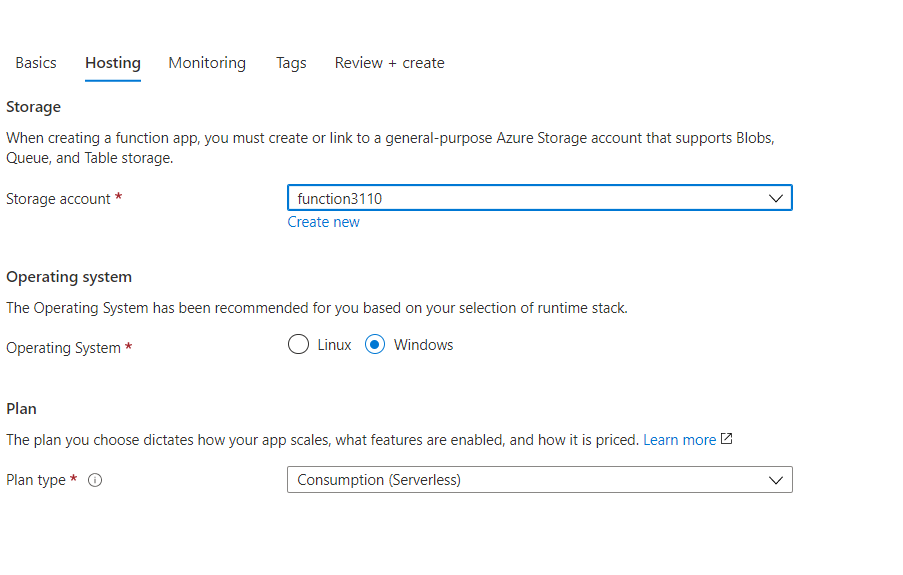 Basics Hosting Monitoring Tags Review + create
Storage
When creating a function app, you must create or link to a general-purpose Azure Storage account that supports Blobs,
Queue, and Table storage.
Storage account * function3110
Create new
Operating system
The Operating System has been recommended for you based on your selection of runtime stack.
Operating System * Linux Windows
Plan
The plan you choose dictates how your app scales, what features are enabled, and how it is priced. Learn more
Plan type * Consumption (Serverless)